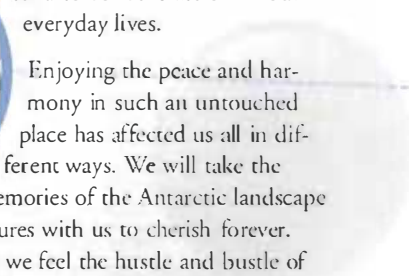 everyday lives.
Enjoying the peace and har-
mony in such an untouched
place has affected us all in dif-
ferent ways. We will take the
emories of the Antarctic landscape
ures with us to cherish forever.
we feel the hustle and bustle of